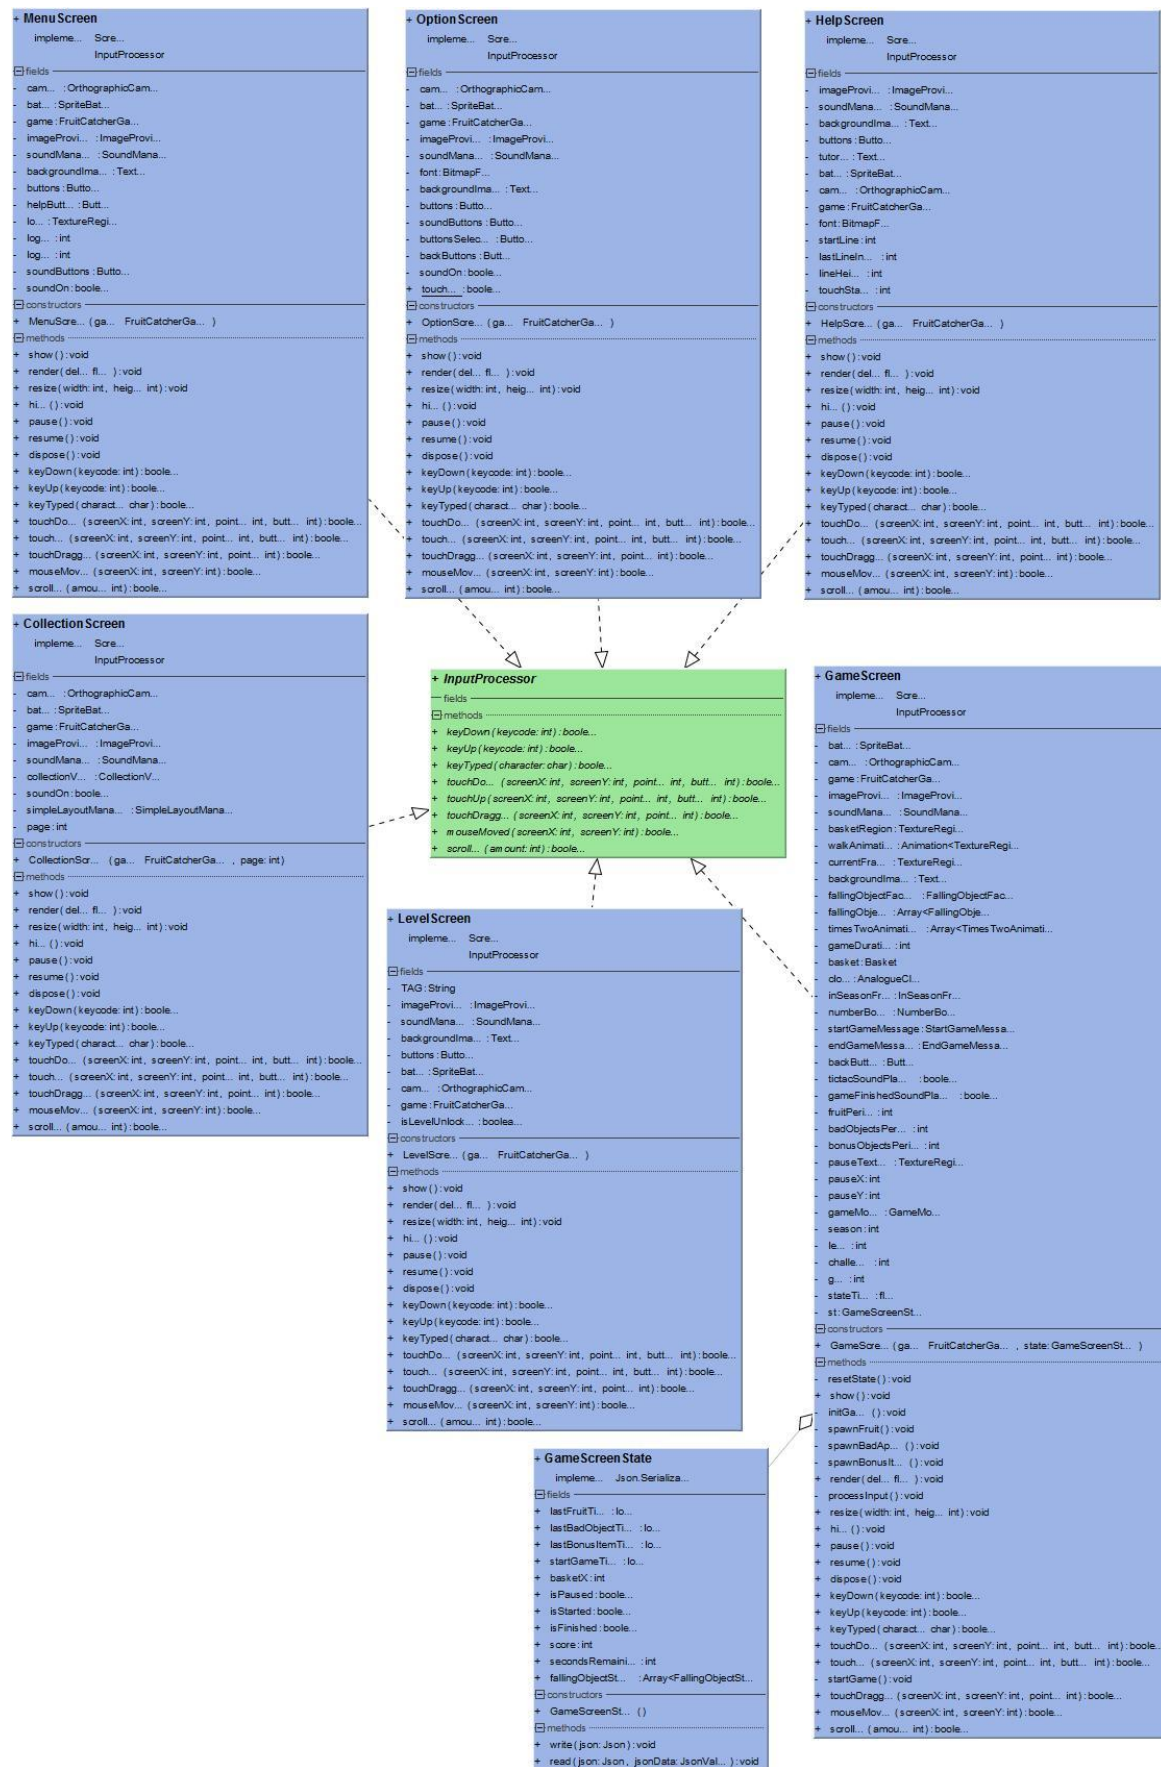 + MenuScreen
impleme... Scre...
InputProcessor
fields
- cam... :OrthographicCam...
- bat... :SpriteBat...
- game:FruitCatcherGa...
- imageProvi... :ImageProvi...
- soundMana... :SoundMana...
- backgroundIma... :Text...
- buttons:Butto...
- helpButt... :Butt...
- lo... :TextureRegi...
- log... :int
- log... :int
- soundButtons:Butto...
- soundOn:boole...
constructors
+ MenuScre... (ga... FruitCatcherGa... )
methods
+ show():void
+ render(del... fl... ):void
+ resize(width:int, heig... int):void
+ hi... ():void
+ pause():void
+ resume():void
+ dispose():void
+ keyDown(keycode:int):boole...
+ keyUp(keycode:int):boole...
+ keyTyped(charact... char):boole...
+ touchDo... (screenX:int, screenY:int, point... int, butt... int):boole...
+ touch... (screenX:int, screenY:int, point... int, butt... int):boole...
+ touchDragg... (screenX:int, screenY:int, point... int):boole...
+ mouseMov... (screenX:int, screenY:int):boole...
+ scroll... (amou... int):boole...
+ OptionScreen
impleme... Scre...
InputProcessor
fields
- cam... :OrthographicCam...
- bat... :SpriteBat...
- game:FruitCatcherGa...
- imageProvi... :ImageProvi...
- soundMana... :SoundMana...
- font:BitmapF...
- backgroundIma... :Text...
- buttons:Butto...
- soundButtons:Butto...
- buttonsSelec... :Butto...
- backButtons:Butt...
- soundOn:boole...
+ touch... :boole...
constructors
+ OptionScre... (ga... FruitCatcherGa... )
methods
+ show():void
+ render(del... fl... ):void
+ resize(width:int, heig... int):void
+ hi... ():void
+ pause():void
+ resume():void
+ dispose():void
+ keyDown(keycode:int):boole...
+ keyUp(keycode:int):boole...
+ keyTyped(charact... char):boole...
+ touchDo... (screenX:int, screenY:int, point... int, butt... int):boole...
+ touch... (screenX:int, screenY:int, point... int, butt... int):boole...
+ touchDragg... (screenX:int, screenY:int, point... int):boole...
+ mouseMov... (screenX:int, screenY:int):boole...
+ scroll... (amou... int):boole...
+ HelpScreen
impleme... Scre...
InputProcessor
fields
- imageProvi... :ImageProvi...
- soundMana... :SoundMana...
- backgroundIma... :Text...
- buttons:Butto...
- tutor... :Text...
- bat... :SpriteBat...
- cam... :OrthographicCam...
- game:FruitCatcherGa...
- font:BitmapF...
- startLine:int
- lastLineIn... :int
- lineHei... :int
- touchSta... :int
constructors
+ HelpScre... (ga... FruitCatcherGa... )
methods
+ show():void
+ render(del... fl... ):void
+ resize(width:int, heig... int):void
+ hi... ():void
+ pause():void
+ resume():void
+ dispose():void
+ keyDown(keycode:int):boole...
+ keyUp(keycode:int):boole...
+ keyTyped(charact... char):boole...
+ touchDo... (screenX:int, screenY:int, point... int, butt... int):boole...
+ touch... (screenX:int, screenY:int, point... int, butt... int):boole...
+ touchDragg... (screenX:int, screenY:int, point... int):boole...
+ mouseMov... (screenX:int, screenY:int):boole...
+ scroll... (amou... int):boole...
+ CollectionScreen
impleme... Scre...
InputProcessor
fields
- cam... :OrthographicCam...
- bat... :SpriteBat...
- game:FruitCatcherGa...
- imageProvi... :ImageProvi...
- soundMana... :SoundMana...
- collectionV... :CollectionV...
- soundOn:boole...
- simpleLayoutMana... :SimpleLayoutMana...
- page:int
constructors
+ CollectionScr... (ga... FruitCatcherGa... , page:int)
methods
+ show():void
+ render(del... fl... ):void
+ resize(width:int, heig... int):void
+ hi... ():void
+ pause():void
+ resume():void
+ dispose():void
+ keyDown(keycode:int):boole...
+ keyUp(keycode:int):boole...
+ keyTyped(charact... char):boole...
+ touchDo... (screenX:int, screenY:int, point... int, butt... int):boole...
+ touch... (screenX:int, screenY:int, point... int, butt... int):boole...
+ touchDragg... (screenX:int, screenY:int, point... int):boole...
+ mouseMov... (screenX:int, screenY:int):boole...
+ scroll... (amou... int):boole...
+ InputProcessor
fields
methods
+ keyDown(keycode:int):boole...
+ keyUp(keycode:int):boole...
+ keyTyped(character:char):boole...
+ touchDo... (screenX:int, screenY:int, point... int, butt... int):boole...
+ touchUp(screenX:int, screenY:int, point... int, butt... int):boole...
+ touchDragg... (screenX:int, screenY:int, point... int):boole...
+ mouseMoved(screenX:int, screenY:int):boole...
+ scroll... (amount:int):boole...
+ LevelScreen
impleme... Scre...
InputProcessor
fields
- TAG:String
- imageProvi... :ImageProvi...
- soundMana... :SoundMana...
- backgroundIma... :Text...
- buttons:Butto...
- bat... :SpriteBat...
- cam... :OrthographicCam...
- game:FruitCatcherGa...
- isLevelUnlock... :boolea...
constructors
+ LevelScre... (ga... FruitCatcherGa... )
methods
+ show():void
+ render(del... fl... ):void
+ resize(width:int, heig... int):void
+ hi... ():void
+ pause():void
+ resume():void
+ dispose():void
+ keyDown(keycode:int):boole...
+ keyUp(keycode:int):boole...
+ keyTyped(charact... char):boole...
+ touchDo... (screenX:int, screenY:int, point... int, butt... int):boole...
+ touch... (screenX:int, screenY:int, point... int, butt... int):boole...
+ touchDragg... (screenX:int, screenY:int, point... int):boole...
+ mouseMov... (screenX:int, screenY:int):boole...
+ scroll... (amou... int):boole...
+ GameScreen
impleme... Scre...
InputProcessor
fields
- bat... :SpriteBat...
- cam... :OrthographicCam...
- game:FruitCatcherGa...
- imageProvi... :ImageProvi...
- soundMana... :SoundMana...
- basketRegion:TextureRegi...
- walkAnimati... :Animation<TextureRegi...
- currentFra... :TextureRegi...
- backgroundIma... :Text...
- fallingObjectFac... :FallingObjectFac...
- fallingObje... :Array<FallingObje...
- timesTwoAnimati... :Array<TimesTwoAnimati...
- gameDurati... :int
- basket:Basket
- clo... :AnalogueCl...
- inSeasonFr... :InSeasonFr...
- numberBo... :NumberBo...
- startGameMessage:StartGameMessa...
- endGameMessa... :EndGameMessa...
- backButt... :Butt...
- tictacSoundPla... :boole...
- gameFinishedSoundPla... :boole...
- fruitPeri... :int
- badObjectsPer... :int
- bonusObjectsPeri... :int
- pauseText... :TextureRegi...
- pauseX:int
- pauseY:int
- gameMo... :GameMo...
- season:int
- le... :int
- challe... :int
- g... :int
- stateTi... :fl...
- st:GameScreenSt...
constructors
+ GameScre... (ga... FruitCatcherGa... , state:GameScreenSt... )
methods
- resetState():void
+ show():void
- initGa... ():void
- spawnFruit():void
- spawnBadAp... ():void
- spawnBonusIt... ():void
+ render(del... fl... ):void
- processInput():void
+ resize(width:int, heig... int):void
+ hi... ():void
+ pause():void
+ resume():void
+ dispose():void
+ keyDown(keycode:int):boole...
+ keyUp(keycode:int):boole...
+ keyTyped(charact... char):boole...
+ touchDo... (screenX:int, screenY:int, point... int, butt... int):boole...
+ touch... (screenX:int, screenY:int, point... int, butt... int):boole...
- startGame():void
+ touchDragg... (screenX:int, screenY:int, point... int):boole...
+ mouseMov... (screenX:int, screenY:int):boole...
+ scroll... (amou... int):boole...
+ GameScreenState
impleme... Json.Serializa...
fields
+ lastFruitTi... :lo...
+ lastBadObjectTi... :lo...
+ lastBonusItemTi... :lo...
+ startGameTi... :lo...
+ basketX:int
+ isPaused:boole...
+ isStarted:boole...
+ isFinished:boole...
+ score:int
+ secondsRemaini... :int
+ fallingObjectSt... :Array<FallingObjectSt...
constructors
+ GameScreenSt... ()
methods
+ write(json:Json):void
+ read(json:Json, jsonData:JsonVal... ):void